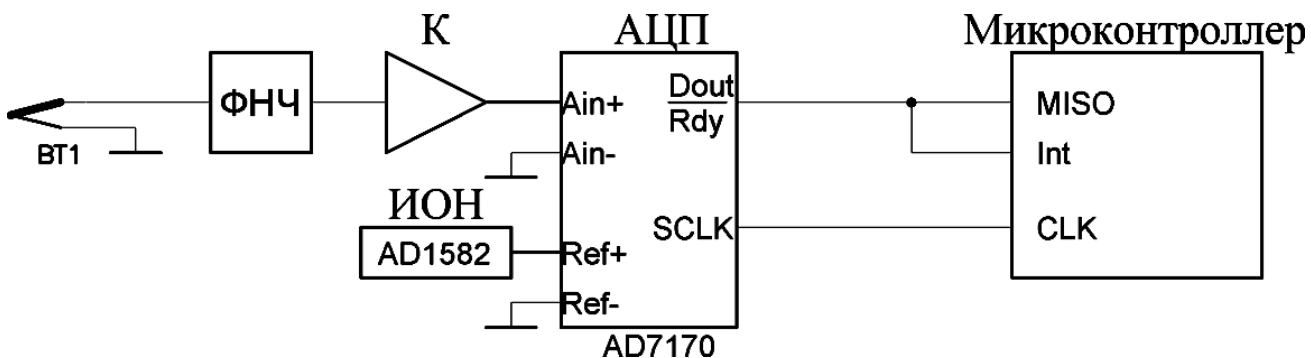 К
АЦП
Микроконтроллер
ФНЧ
BT1
Ain+
Ain-
Dout
Rdy
MISO
Int
ИОН
AD1582
Ref+
Ref-
SCLK
CLK
AD7170